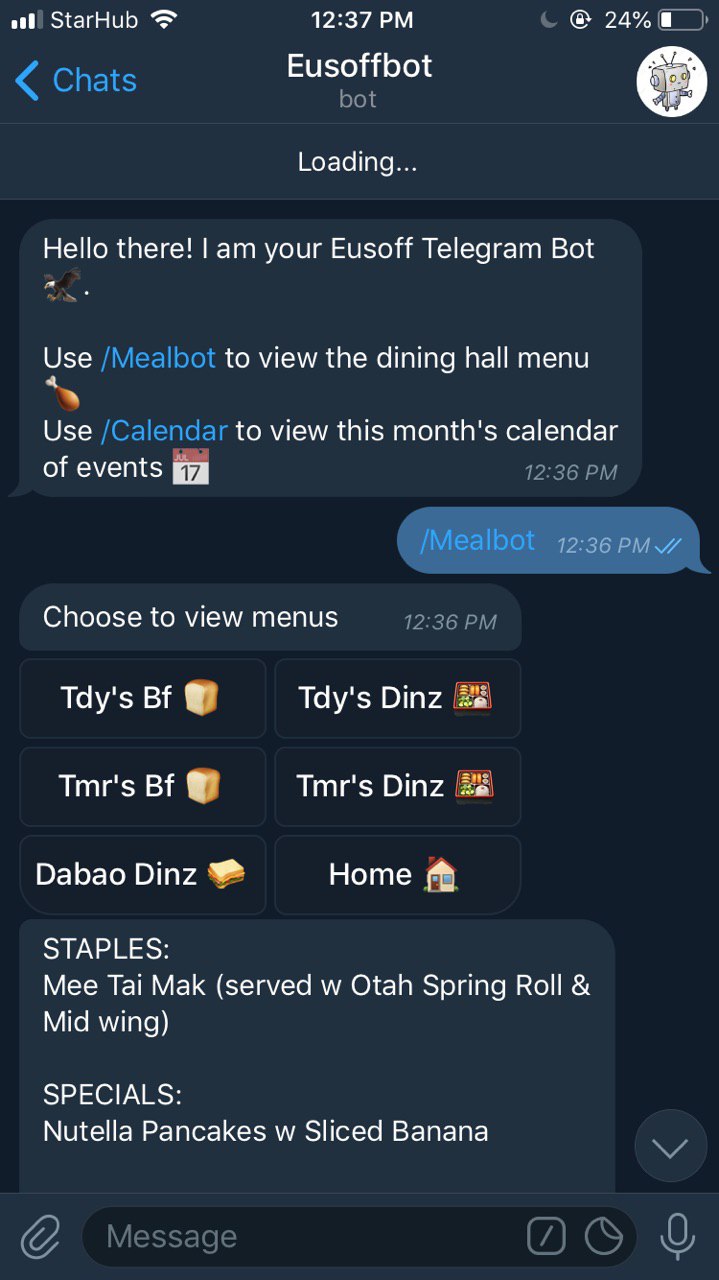 StarHub 12:37 PM 24%
Chats Eusoffbot
bot
Loading...
Hello there! I am your Eusoff Telegram Bot
🦅.
Use /Mealbot to view the dining hall menu
🍗
Use /Calendar to view this month's calendar
of events 📅 12:36 PM
/Mealbot 12:36 PM
Choose to view menus 12:36 PM
Tdy's Bf 🍞 Tdy's Dinz 🍱
Tmr's Bf 🍞 Tmr's Dinz 🍱
Dabao Dinz 🥪 Home 🏠
STAPLES:
Mee Tai Mak (served w Otah Spring Roll &
Mid wing)
SPECIALS:
Nutella Pancakes w Sliced Banana
Message